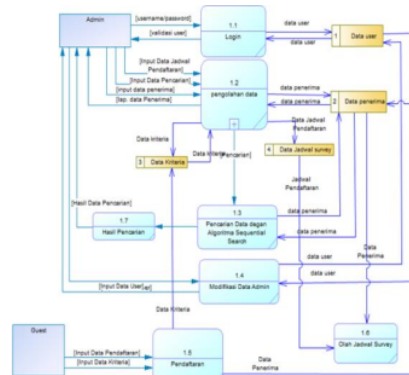 Admin
[username/password]
[validasi user]
1.1
Login
data user
data user
1
Data user
[Input Data Jadwal
Pendaftaran]
[Input Data Pencarian]
[input data penerima]
[lap. data Penerima]
1.2
pengolahan data
data penerima
data penerima
2
Data penerima
Data kriteria
3
Data Kriteria
Data kriteria
[Pencarian]
Data Jadwal
Pendaftaran
4
Data Jadwal survey
Jadwal
Pendaftaran
[Hasil Pencarian]
1.7
Hasil Pencarian
1.3
Pencarian Data dagan
Algoritma Sequential
Search
data penerima
data penerima
Data
Penerima
1.4
Modifikasi Data Admin
data user
data user
[Input Data User]
Data Kriteria
1.6
Olah Jadwal Survey
Guest
[Input Data Pendaftaran]
[Input Data Kriteria]
1.5
Pendaftaran
Data
Penerima